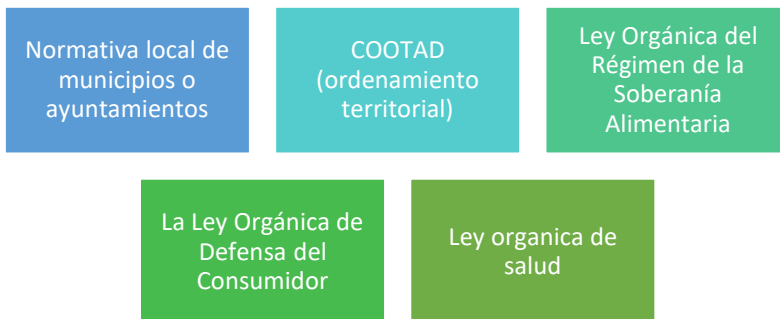 Normativa local de
municipios o
ayuntamientos
COOTAD
(ordenamiento
territorial)
Ley Orgánica del
Régimen de la
Soberanía
Alimentaria
La Ley Orgánica de
Defensa del
Consumidor
Ley organica de
salud